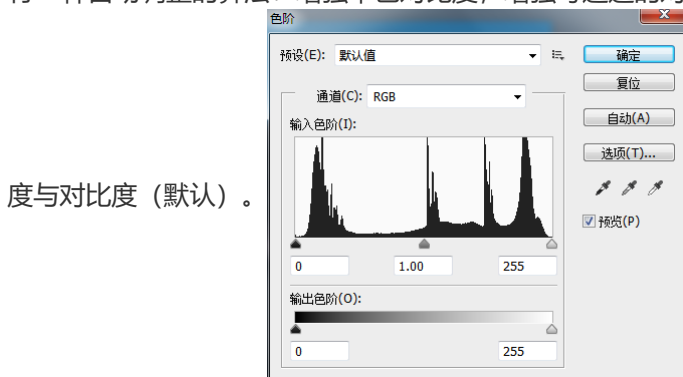 色阶
预设(E): 默认值
确定
复位
通道(C): RGB
自动(A)
输入色阶(I):
选项(T)...
度与对比度（默认）。
预览(P)
0 1.00 255
输出色阶(O):
0 255